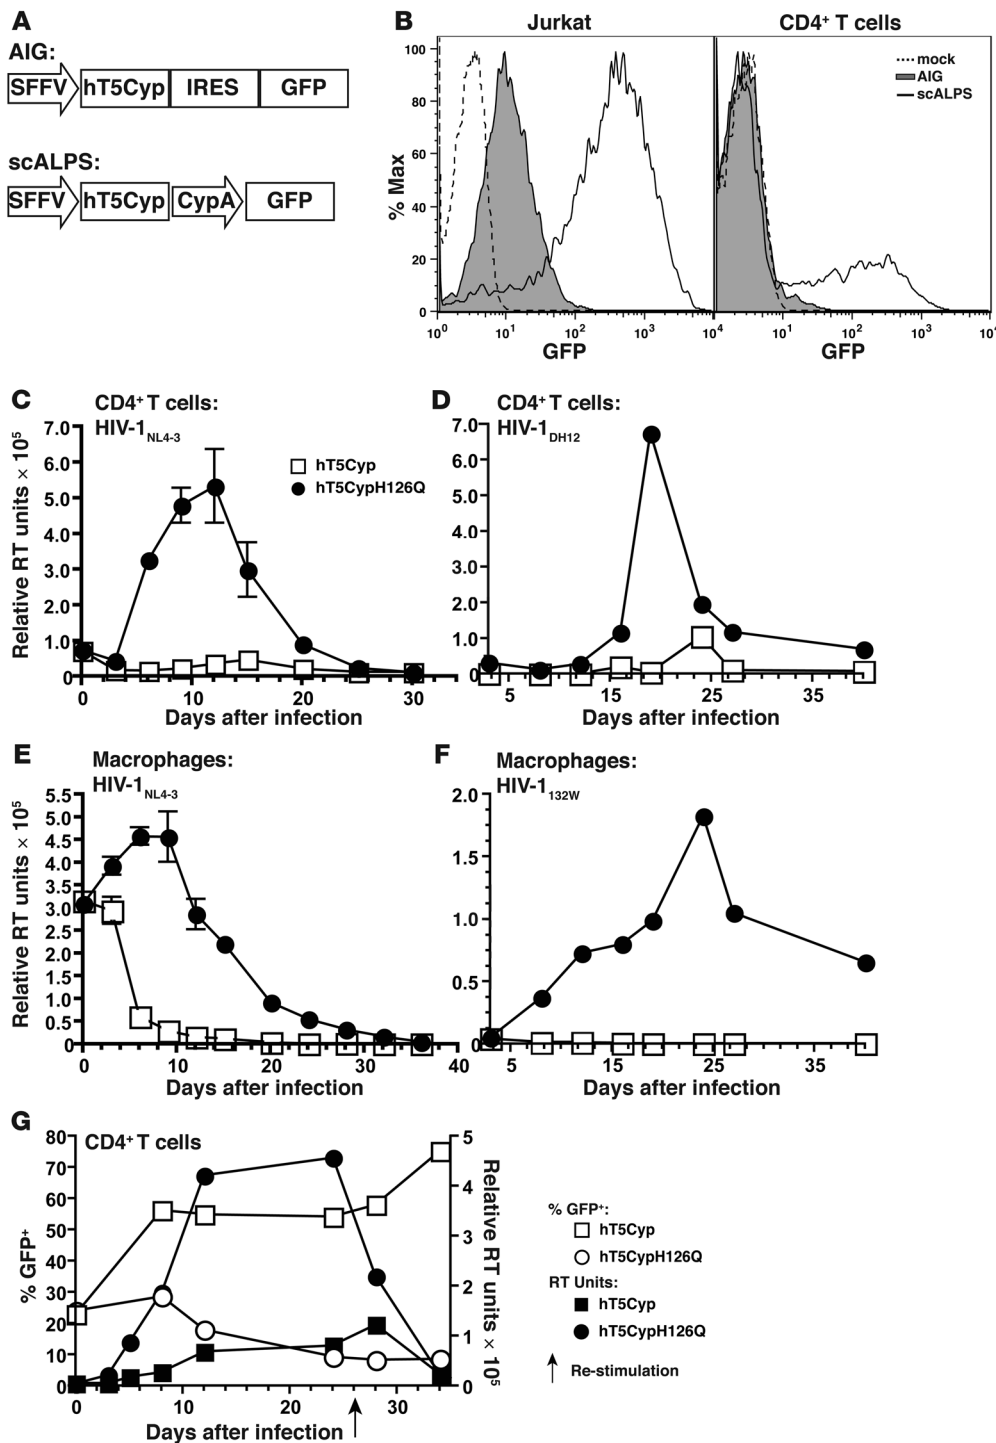 A
AIG:
SFFV hT5Cyp IRES GFP
scALPS:
SFFV hT5Cyp CypA GFP
B
Jurkat
CD4⁺ T cells
mock
AIG
scALPS
% Max
100
80
60
40
20
0
10⁰ 10¹ 10² 10³ 10⁴ 10¹ 10² 10³ 10⁴
GFP GFP
C
CD4⁺ T cells:
HIV-1NL4-3
hT5Cyp
hT5CypH126Q
Relative RT units × 10⁵
7.0
6.0
5.0
4.0
3.0
2.0
1.0
0
0 10 20 30
Days after infection
D
CD4⁺ T cells:
HIV-1DH12
7.0
6.0
5.0
4.0
3.0
2.0
1.0
0
5 15 25 35
Days after infection
E
Macrophages:
HIV-1NL4-3
Relative RT units × 10⁵
5.5
5.0
4.5
4.0
3.5
3.0
2.5
2.0
1.5
1.0
0.5
0
0 10 20 30 40
Days after infection
F
Macrophages:
HIV-1132W
2.0
1.5
1.0
0.5
0
5 15 25 35
Days after infection
G
CD4⁺ T cells
% GFP⁺
80
70
60
50
40
30
20
10
0
Relative RT units × 10⁵
5
4
3
2
1
0
0 10 20 30
Days after infection
% GFP⁺:
hT5Cyp
hT5CypH126Q
RT Units:
hT5Cyp
hT5CypH126Q
Re-stimulation